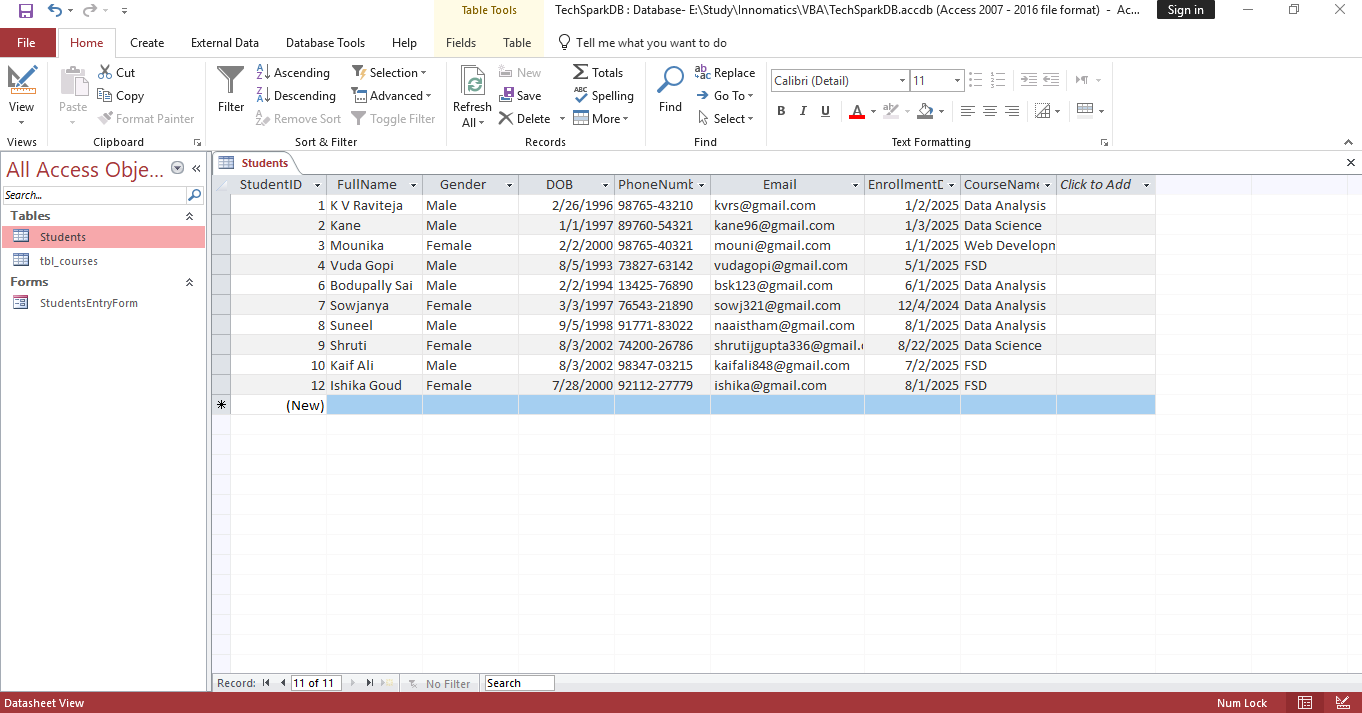 Table Tools
TechSparkDB : Database- E:\Study\Innomatics\VBA\TechSparkDB.accdb (Access 2007 - 2016 file format) - Ac...
Sign in
File Home Create External Data Database Tools Help Fields Table Tell me what you want to do
View
Views
Paste
Cut
Copy
Format Painter
Clipboard
Filter
Ascending
Descending
Remove Sort
Selection
Advanced
Toggle Filter
Sort & Filter
Refresh
All
New
Save
Delete
Totals
Spelling
More
Records
Find
Replace
Go To
Select
Find
Calibri (Detail) 11
B I U A
Text Formatting
All Access Obje...
Search...
Tables
Students
tbl_courses
Forms
StudentsEntryForm
Students
StudentID FullName Gender DOB PhoneNumb Email EnrollmentD CourseName Click to Add
1 K V Raviteja Male 2/26/1996 98765-43210 kvrs@gmail.com 1/2/2025 Data Analysis
2 Kane Male 1/1/1997 89760-54321 kane96@gmail.com 1/3/2025 Data Science
3 Mounika Female 2/2/2000 98765-40321 mouni@gmail.com 1/1/2025 Web Developn
4 Vuda Gopi Male 8/5/1993 73827-63142 vudagopi@gmail.com 5/1/2025 FSD
6 Bodupally Sai Male 2/2/1994 13425-76890 bsk123@gmail.com 6/1/2025 Data Analysis
7 Sowjanya Female 3/3/1997 76543-21890 sowj321@gmail.com 12/4/2024 Data Analysis
8 Suneel Male 9/5/1998 91771-83022 naaistham@gmail.com 8/1/2025 Data Analysis
9 Shruti Female 8/3/2002 74200-26786 shrutijgupta336@gmail.c 8/22/2025 Data Science
10 Kaif Ali Male 8/3/2002 98347-03215 kaifali848@gmail.com 7/2/2025 FSD
12 Ishika Goud Female 7/28/2000 92112-27779 ishika@gmail.com 8/1/2025 FSD
(New)
Record: 11 of 11 No Filter Search
Datasheet View Num Lock